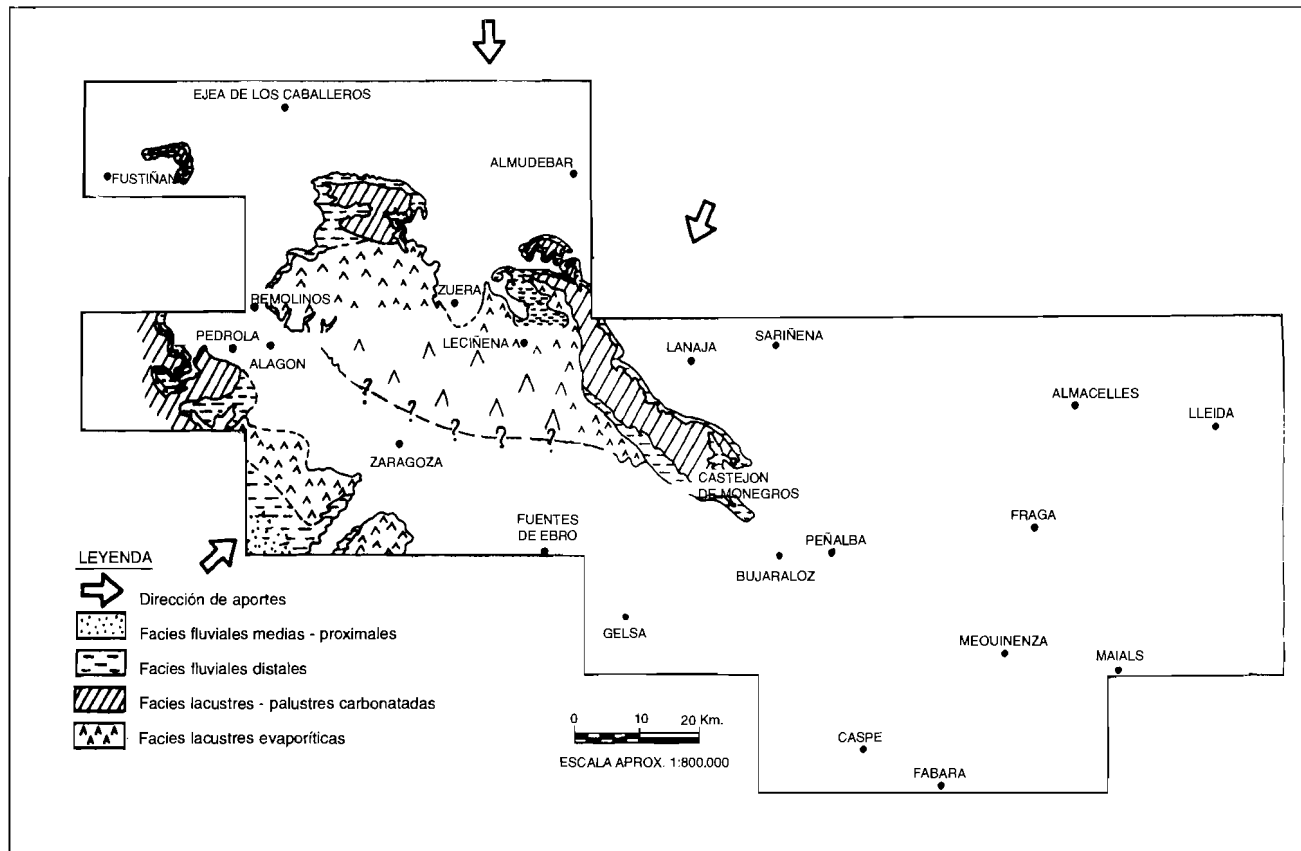 EJEA DE LOS CABALLEROS
ALMUDEBAR
FUSTIÑAN
REMOLINOS
ZUERA
PEDROLA
ALAGON
LECIÑENA
LANAJA
SARIÑENA
ALMACELLES
LLEIDA
? ? ? ? ?
ZARAGOZA
CASTEJON
DE MONEGROS
FUENTES
DE EBRO
PEÑALBA
FRAGA
BUJARALOZ
GELSA
MEQUINENZA
MAIALS
CASPE
FABARA
LEYENDA
Dirección de aportes
Facies fluviales medias - proximales
Facies fluviales distales
Facies lacustres - palustres carbonatadas
Facies lacustres evaporíticas
0 10 20 Km.
ESCALA APROX. 1:800.000